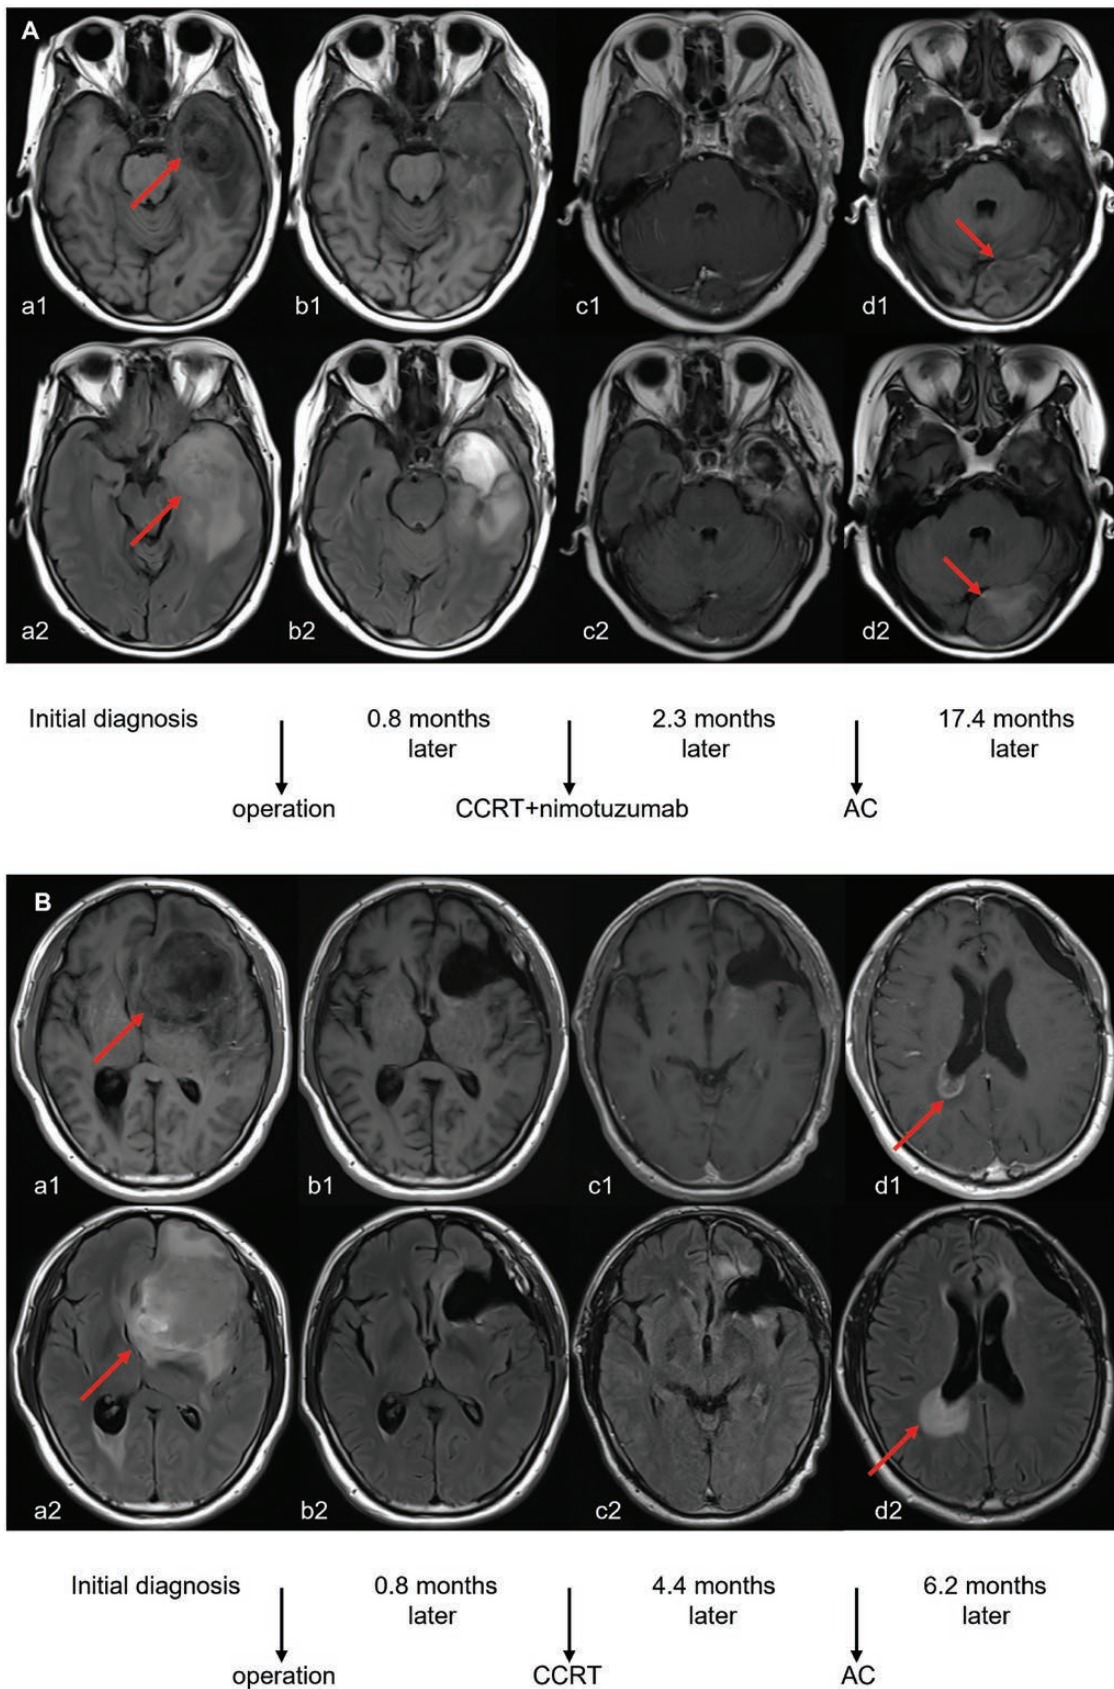 A
a1
b1
c1
d1
a2
b2
c2
d2
Initial diagnosis
0.8 months
later
2.3 months
later
17.4 months
later
operation
CCRT+nimotuzumab
AC
B
a1
b1
c1
d1
a2
b2
c2
d2
Initial diagnosis
0.8 months
later
4.4 months
later
6.2 months
later
operation
CCRT
AC